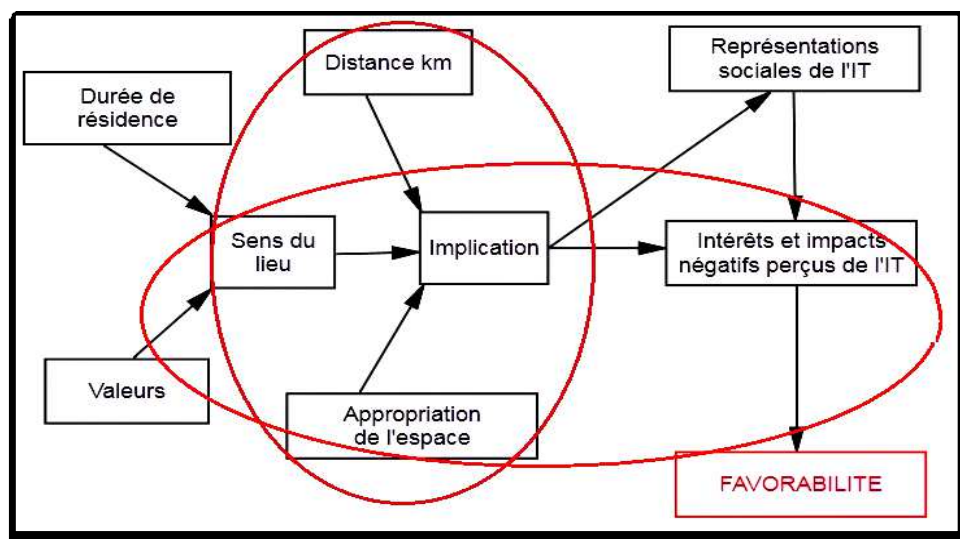 Distance km
Représentations
sociales de l'IT
Durée de
résidence
Sens du
lieu
Implication
Intérêts et impacts
négatifs perçus de l'IT
Valeurs
Appropriation
de l'espace
FAVORABILITE